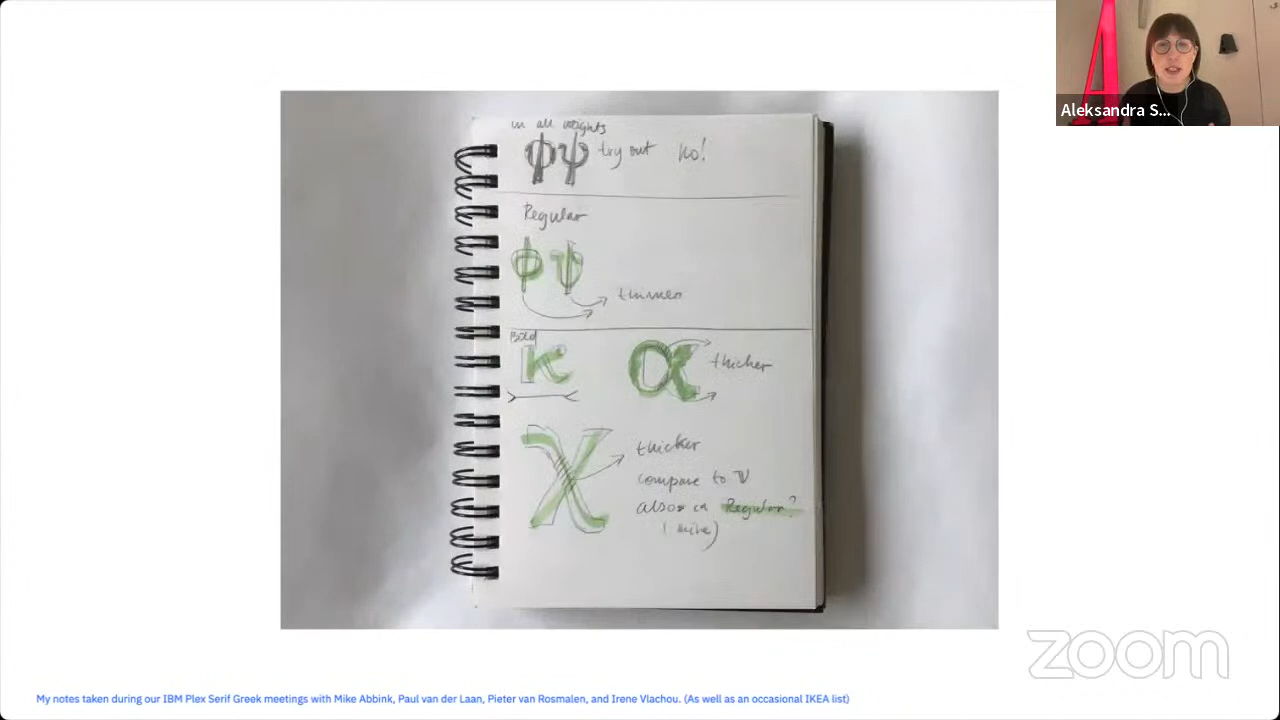 Aleksandra S...
in all weights
φψ try out No!
Regular
φψ
thinner
Bold
κ α thicker
χ thicker
compare to ν
also in Regular?
zoom
My notes taken during our IBM Plex Serif Greek meetings with Mike Abbink, Paul van der Laan, Pieter van Rosmalen, and Irene Vlachou. (As well as an occasional IKEA list)